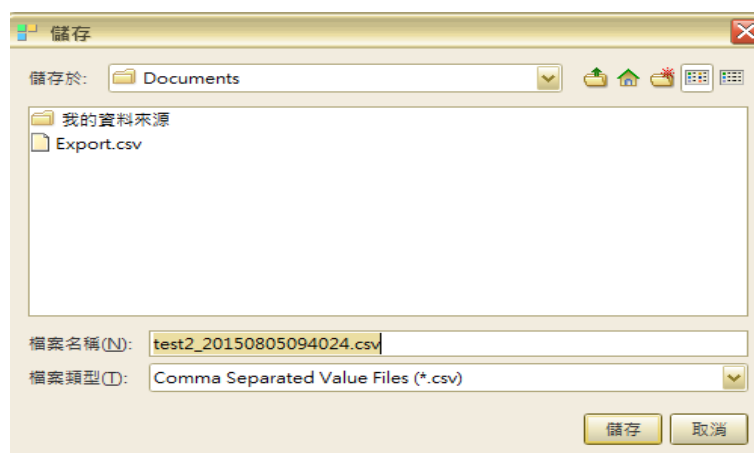 儲存
儲存於: Documents
我的資料來源
Export.csv
檔案名稱(N): test2_20150805094024.csv
檔案類型(T): Comma Separated Value Files (*.csv)
儲存 取消